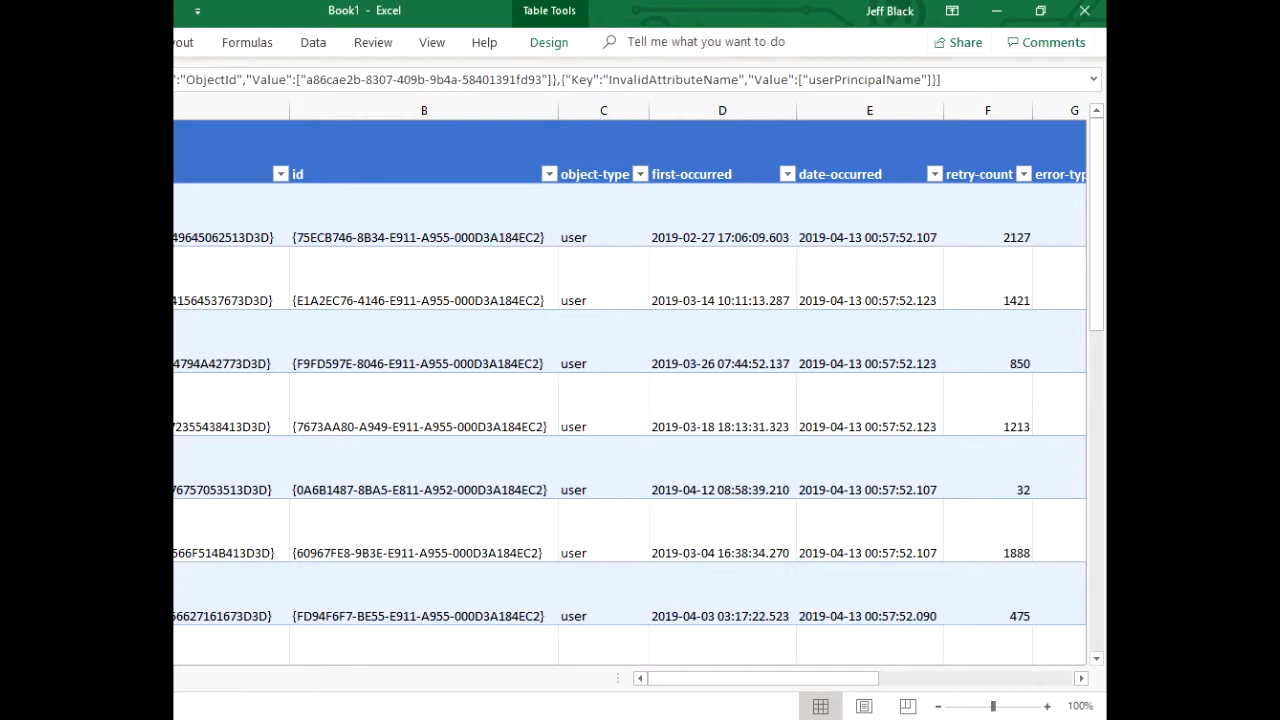 Book1 - Excel Table Tools Jeff Black
out Formulas Data Review View Help Design Tell me what you want to do Share Comments
:"ObjectId","Value":["a86cae2b-8307-409b-9b4a-58401391fd93"]},{"Key":"InvalidAttributeName","Value":["userPrincipalName"]}]
B C D E F G
id object-type first-occurred date-occurred retry-count error-typ
49645062513D3D} {75ECB746-8B34-E911-A955-000D3A184EC2} user 2019-02-27 17:06:09.603 2019-04-13 00:57:52.107 2127
41564537673D3D} {E1A2EC76-4146-E911-A955-000D3A184EC2} user 2019-03-14 10:11:13.287 2019-04-13 00:57:52.123 1421
4794A42773D3D} {F9FD597E-8046-E911-A955-000D3A184EC2} user 2019-03-26 07:44:52.137 2019-04-13 00:57:52.123 850
72355438413D3D} {7673AA80-A949-E911-A955-000D3A184EC2} user 2019-03-18 18:13:31.323 2019-04-13 00:57:52.123 1213
76757053513D3D} {0A6B1487-8BA5-E811-A952-000D3A184EC2} user 2019-04-12 08:58:39.210 2019-04-13 00:57:52.107 32
566F514B413D3D} {60967FE8-9B3E-E911-A955-000D3A184EC2} user 2019-03-04 16:38:34.270 2019-04-13 00:57:52.107 1888
56627161673D3D} {FD94F6F7-BE55-E911-A955-000D3A184EC2} user 2019-04-03 03:17:22.523 2019-04-13 00:57:52.090 475
100%